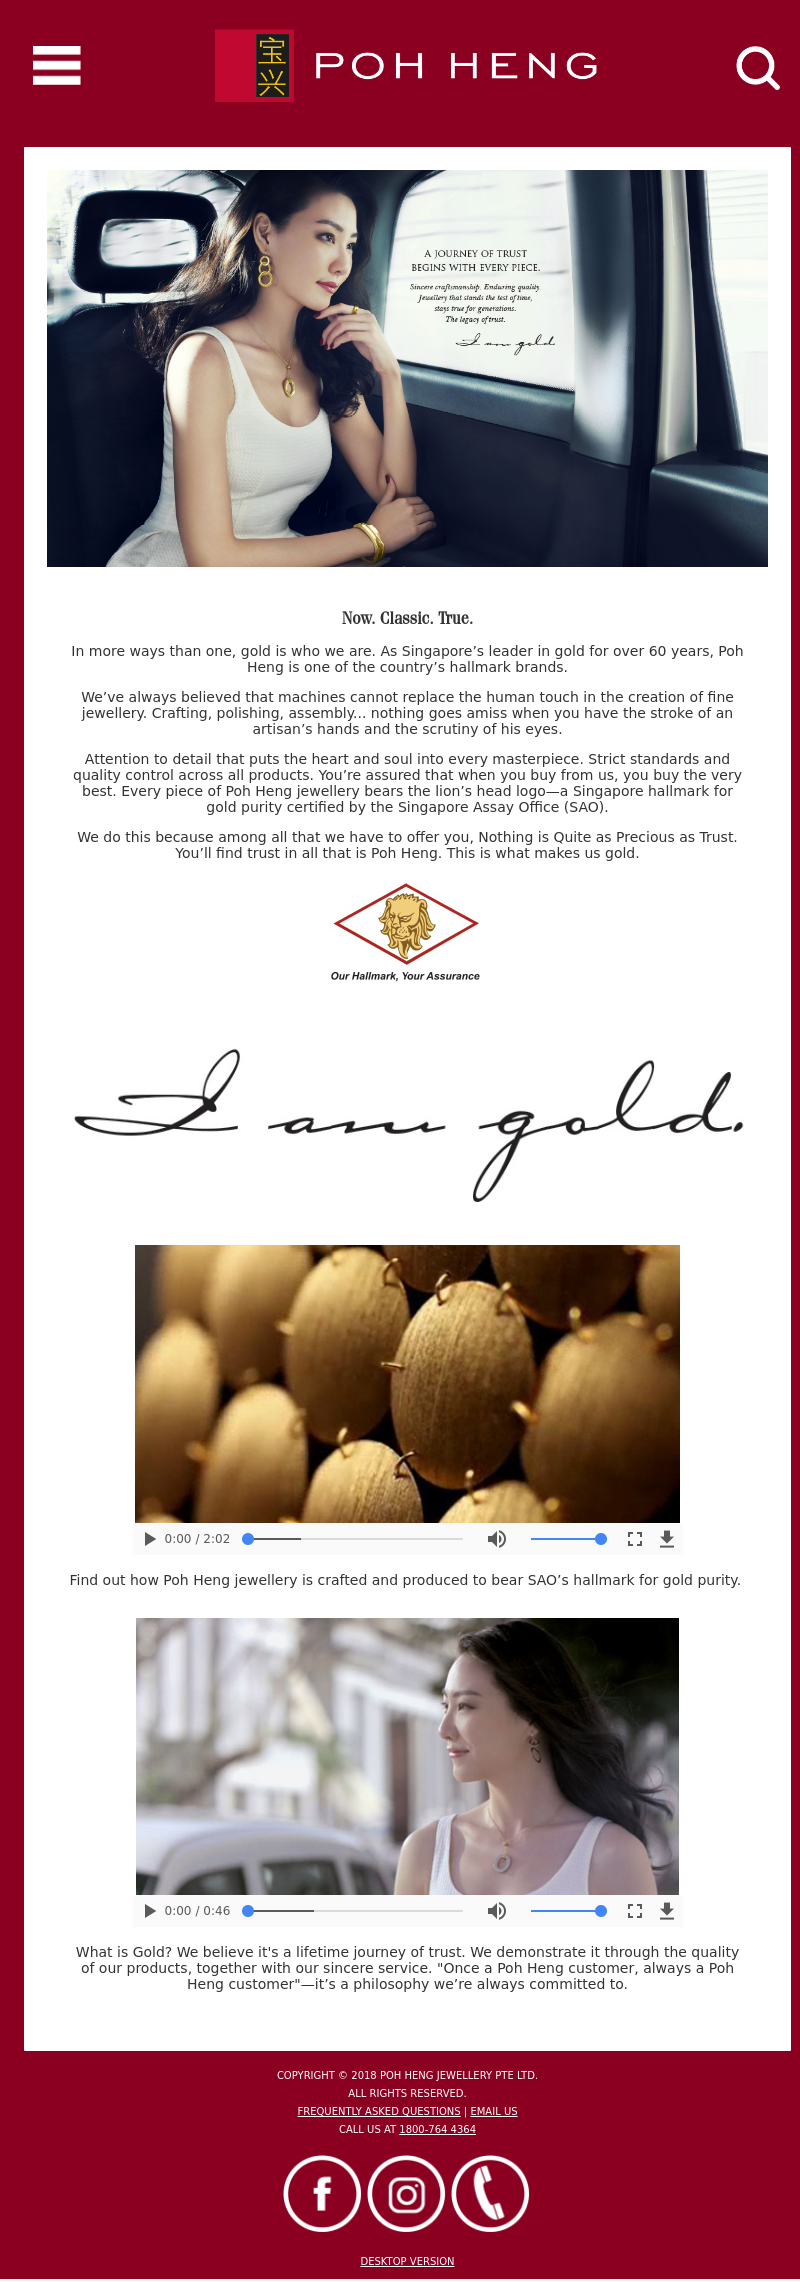 宝
兴
POH HENG
A JOURNEY OF TRUST
BEGINS WITH EVERY PIECE.
Sincere craftsmanship. Enduring quality.
Jewellery that stands the test of time,
stays true for generations.
The legacy of trust.
I am gold.
Now. Classic. True.
In more ways than one, gold is who we are. As Singapore’s leader in gold for over 60 years, Poh
Heng is one of the country’s hallmark brands.
We’ve always believed that machines cannot replace the human touch in the creation of fine
jewellery. Crafting, polishing, assembly... nothing goes amiss when you have the stroke of an
artisan’s hands and the scrutiny of his eyes.
Attention to detail that puts the heart and soul into every masterpiece. Strict standards and
quality control across all products. You’re assured that when you buy from us, you buy the very
best. Every piece of Poh Heng jewellery bears the lion’s head logo—a Singapore hallmark for
gold purity certified by the Singapore Assay Office (SAO).
We do this because among all that we have to offer you, Nothing is Quite as Precious as Trust.
You’ll find trust in all that is Poh Heng. This is what makes us gold.
Our Hallmark, Your Assurance
I am gold.
0:00 / 2:02
Find out how Poh Heng jewellery is crafted and produced to bear SAO’s hallmark for gold purity.
0:00 / 0:46
What is Gold? We believe it's a lifetime journey of trust. We demonstrate it through the quality
of our products, together with our sincere service. "Once a Poh Heng customer, always a Poh
Heng customer"—it’s a philosophy we’re always committed to.
COPYRIGHT © 2018 POH HENG JEWELLERY PTE LTD.
ALL RIGHTS RESERVED.
FREQUENTLY ASKED QUESTIONS | EMAIL US
CALL US AT 1800-764 4364
DESKTOP VERSION